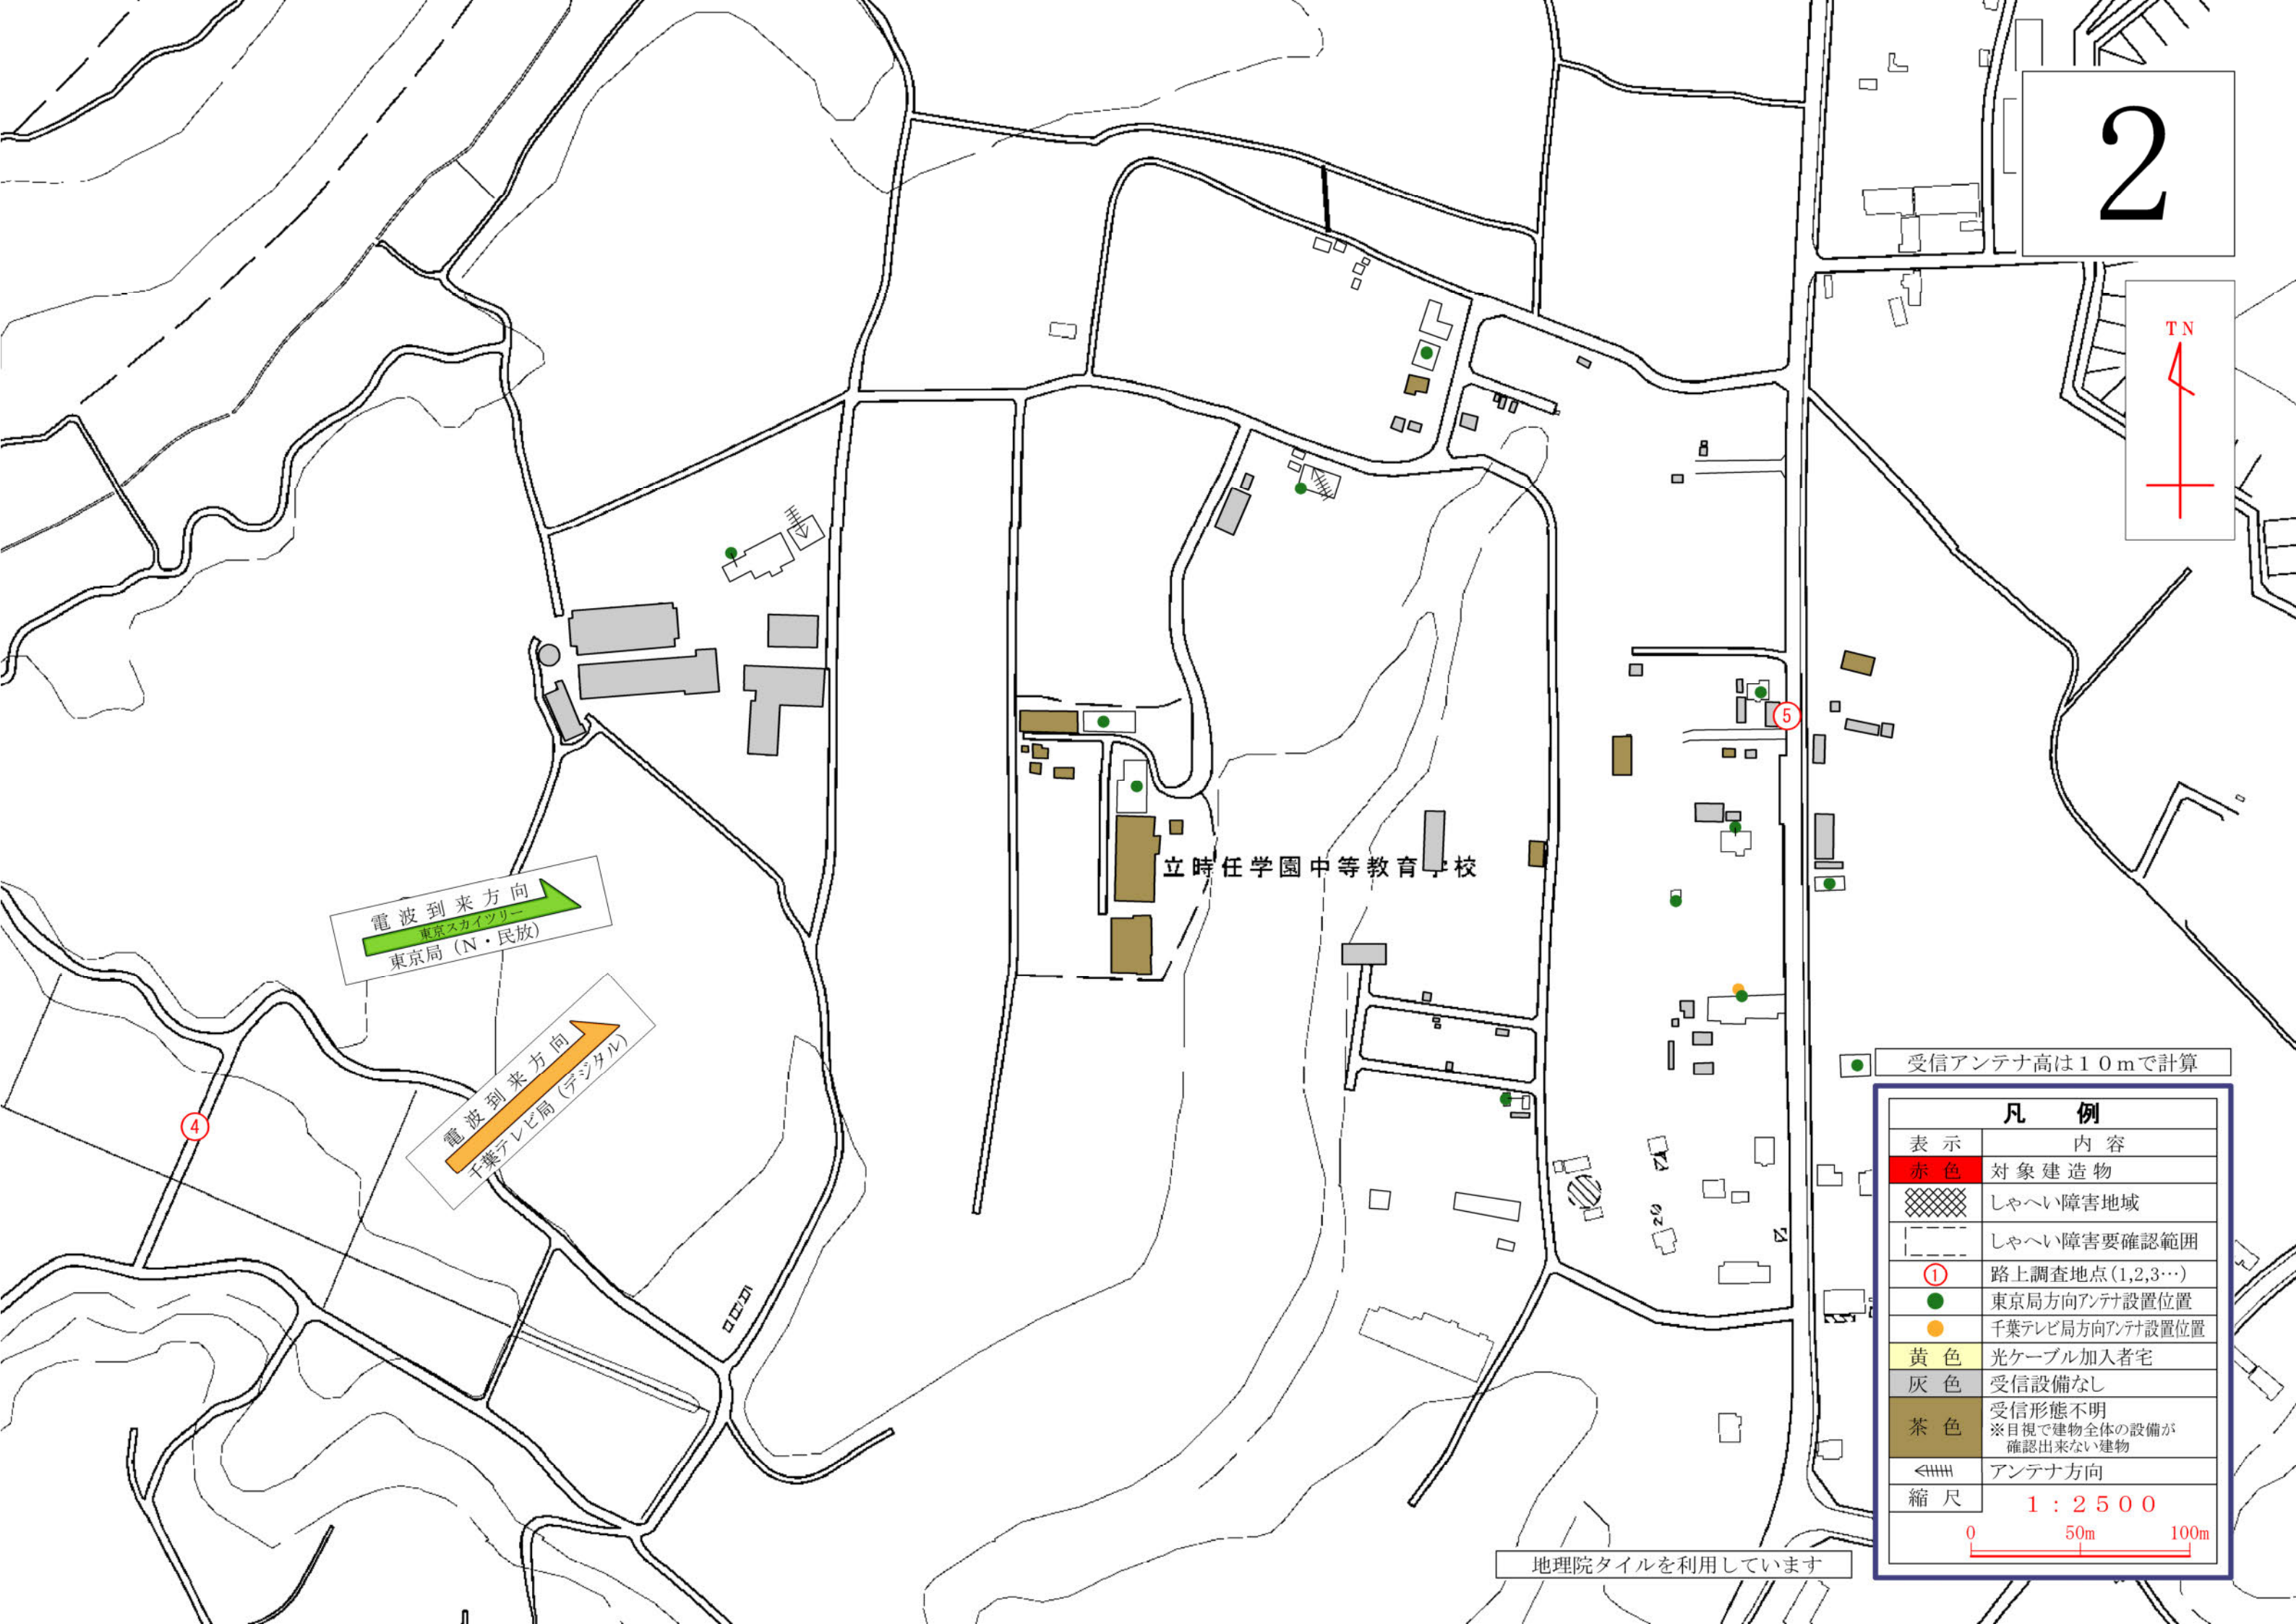 2
TN
5
立時任学園中等教育学校
電波到来方向
東京スカイツリー
東京局（N・民放）
電波到来方向
千葉テレビ局（デジタル）
4
受信アンテナ高は１０ｍで計算
凡 例
表示 内容
赤色 対象建造物
しゃへい障害地域
しゃへい障害要確認範囲
① 路上調査地点(1,2,3…)
東京局方向アンテナ設置位置
千葉テレビ局方向アンテナ設置位置
黄色 光ケーブル加入者宅
灰色 受信設備なし
茶色 受信形態不明
※目視で建物全体の設備が
確認出来ない建物
アンテナ方向
縮尺 1：2500
0 50m 100m
地理院タイルを利用しています